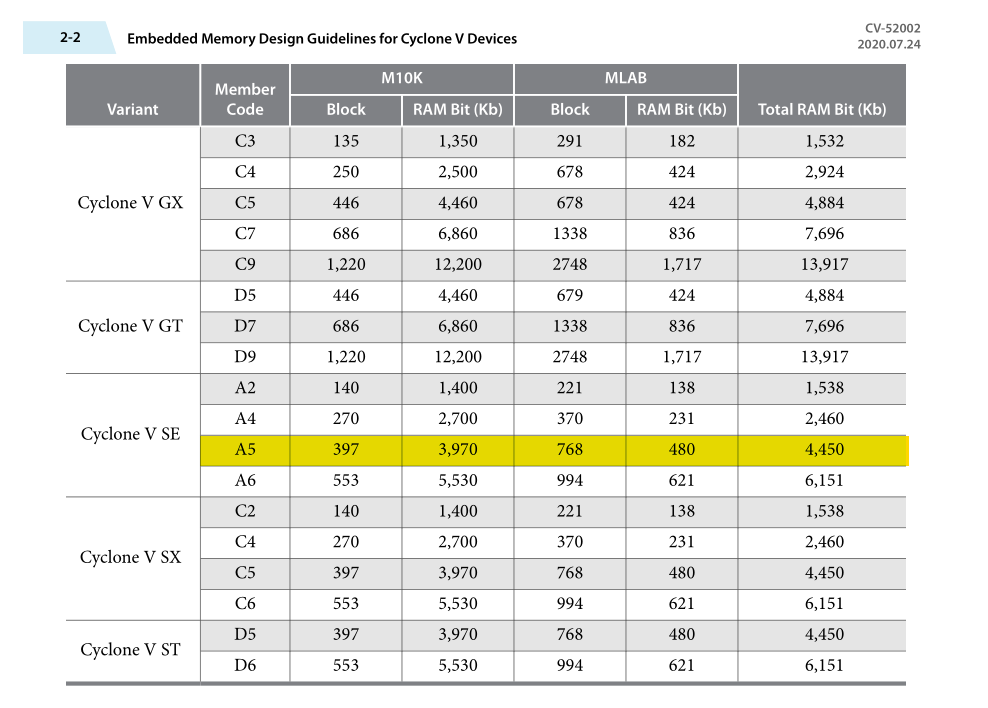 2-2
Embedded Memory Design Guidelines for Cyclone V Devices
CV-52002
2020.07.24
Variant Member Code M10K MLAB Total RAM Bit (Kb)
Block RAM Bit (Kb) Block RAM Bit (Kb)
Cyclone V GX
C3 135 1,350 291 182 1,532
C4 250 2,500 678 424 2,924
C5 446 4,460 678 424 4,884
C7 686 6,860 1338 836 7,696
C9 1,220 12,200 2748 1,717 13,917
Cyclone V GT
D5 446 4,460 679 424 4,884
D7 686 6,860 1338 836 7,696
D9 1,220 12,200 2748 1,717 13,917
Cyclone V SE
A2 140 1,400 221 138 1,538
A4 270 2,700 370 231 2,460
A5 397 3,970 768 480 4,450
A6 553 5,530 994 621 6,151
Cyclone V SX
C2 140 1,400 221 138 1,538
C4 270 2,700 370 231 2,460
C5 397 3,970 768 480 4,450
C6 553 5,530 994 621 6,151
Cyclone V ST
D5 397 3,970 768 480 4,450
D6 553 5,530 994 621 6,151